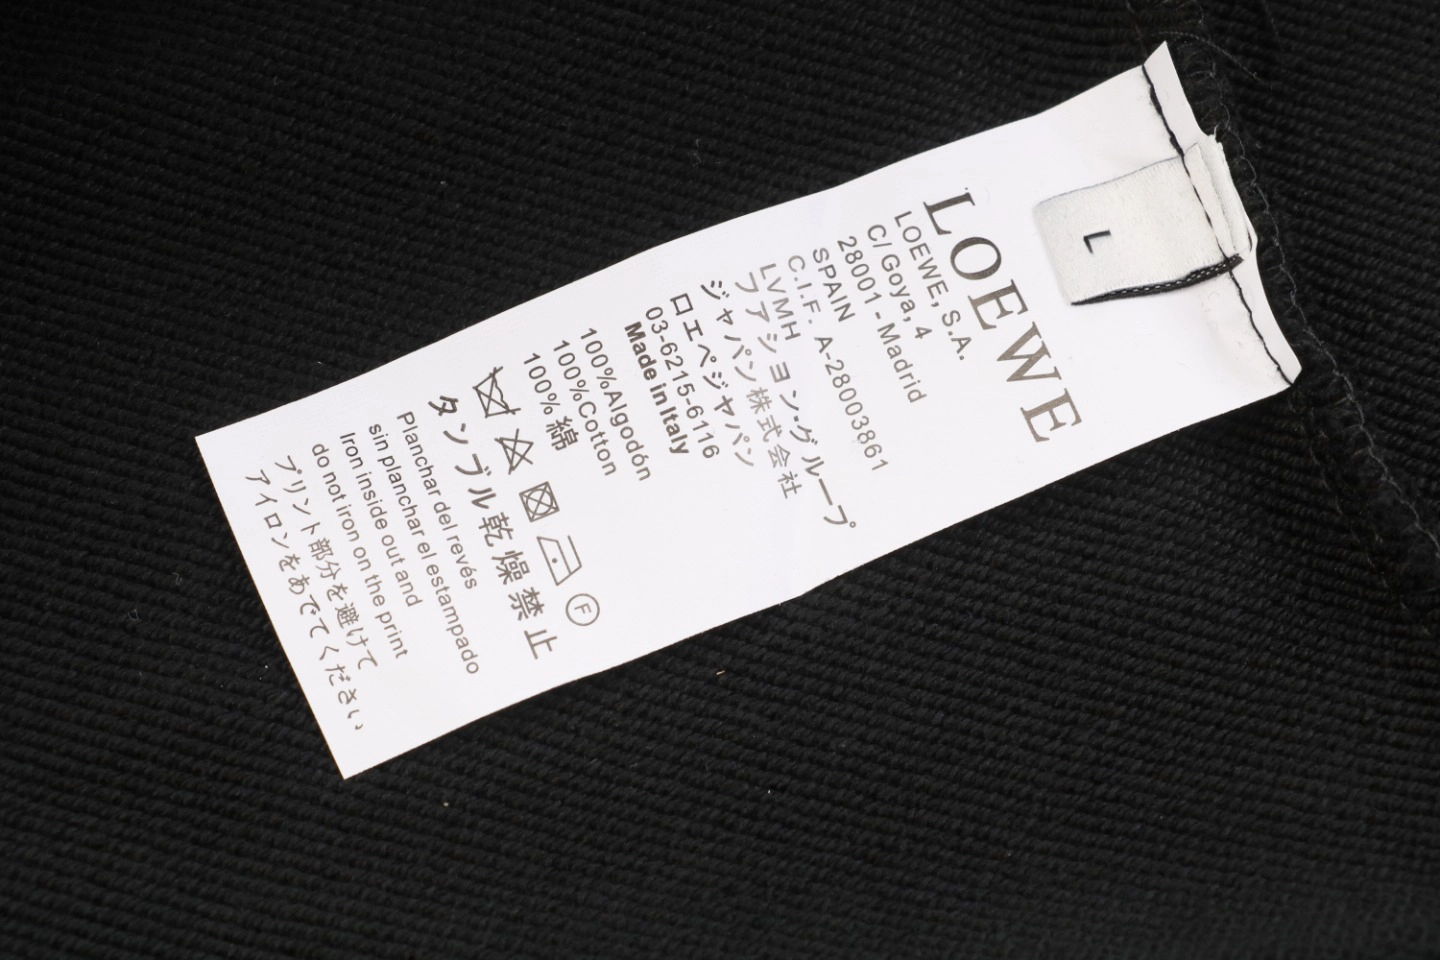 L
LOEWE
LOEWE, S.A.
C/Goya, 4
28001 - Madrid
SPAIN
C.I.F. A-28003861
LVMH
ファション・グループ
ジャパン株式会社
ロエベジャパン
03-6215-6116
Made in Italy
100%Algodón
100%Cotton
100%綿
F
タンブル乾燥禁止
Planchar del revés
sin planchar el estampado
Iron inside out and
do not iron on the print
プリント部分を避けて
アイロンをあでてください